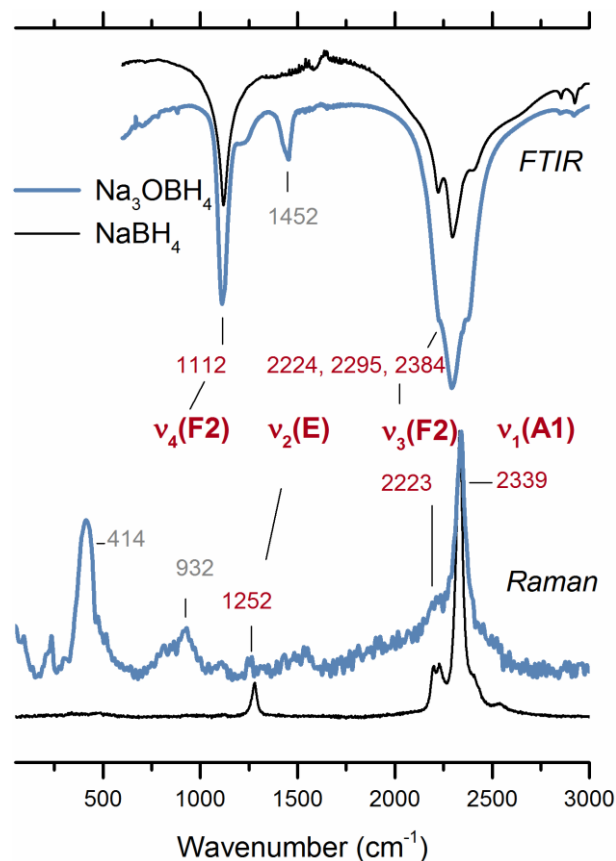 FTIR
Na₃OBH₄
NaBH₄
1452
1112
2224, 2295, 2384
ν₄(F2)
ν₂(E)
ν₃(F2)
ν₁(A1)
2223
2339
414
932
1252
Raman
500
1000
1500
2000
2500
3000
Wavenumber (cm⁻¹)